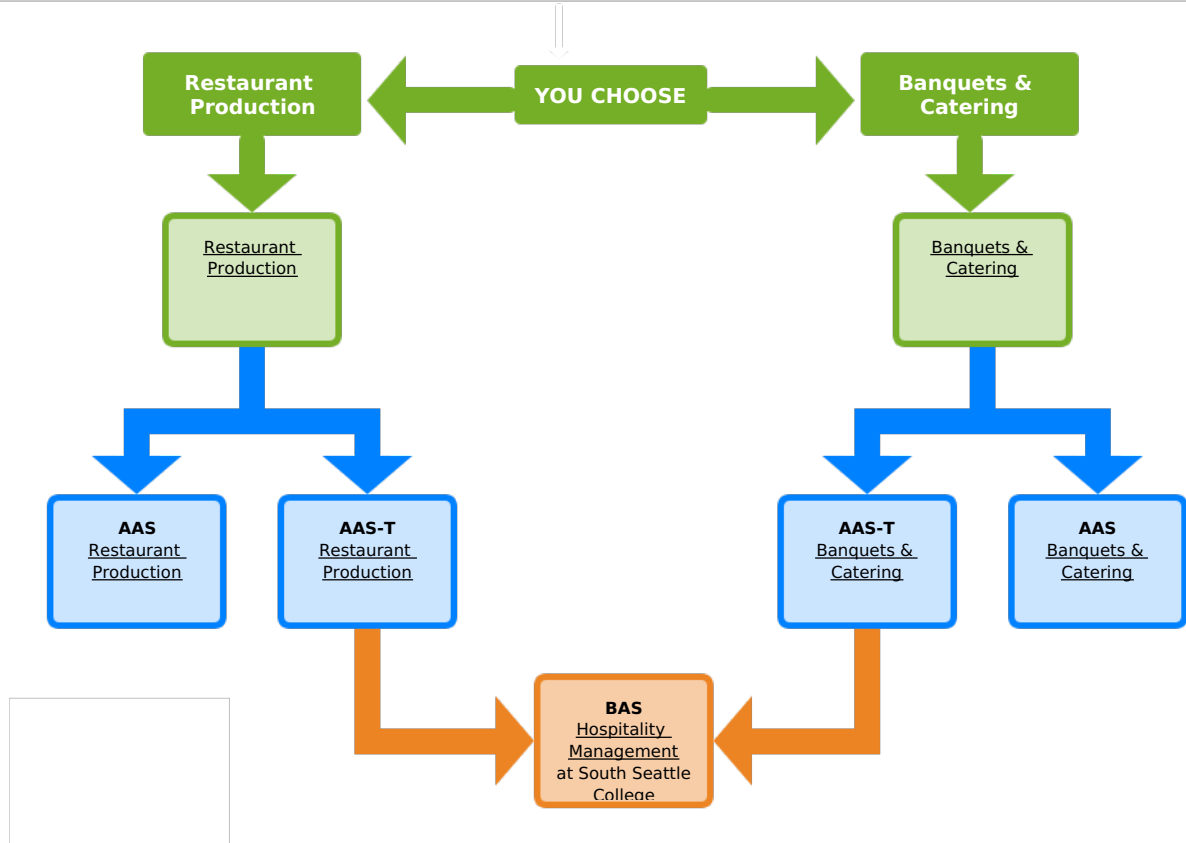 Restaurant
Production
YOU CHOOSE
Banquets &
Catering
Restaurant
Production
Banquets &
Catering
AAS
Restaurant
Production
AAS-T
Restaurant
Production
AAS-T
Banquets &
Catering
AAS
Banquets &
Catering
BAS
Hospitality
Management
at South Seattle
College